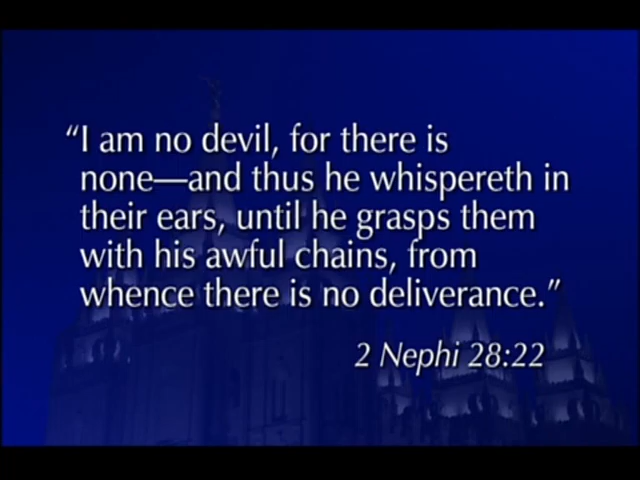 “I am no devil, for there is
none—and thus he whispereth in
their ears, until he grasps them
with his awful chains, from
whence there is no deliverance.”
2 Nephi 28:22